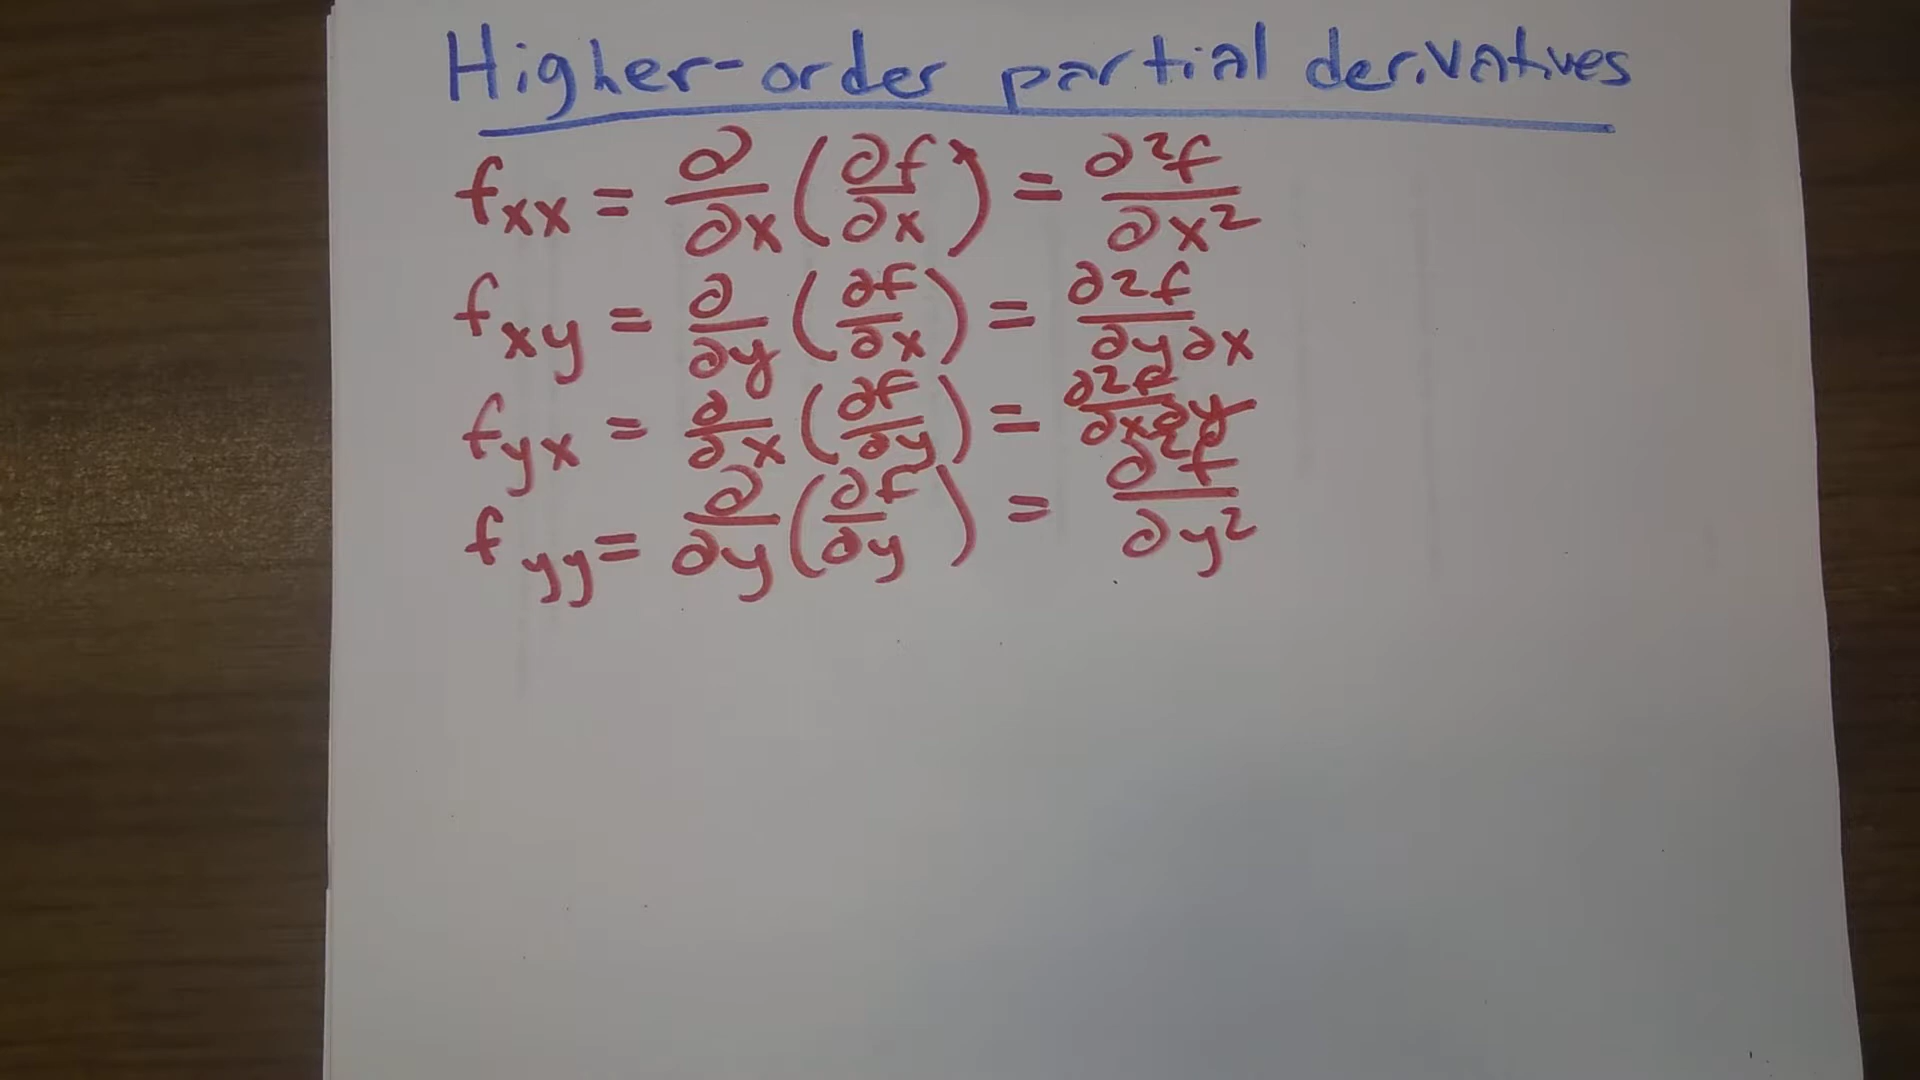 Higher-order partial derivatives
fxx = ∂/∂x (∂f/∂x) = ∂²f/∂x²
fxy = ∂/∂y (∂f/∂x) = ∂²f/∂y∂x
fyx = ∂/∂x (∂f/∂y) = ∂²f/∂x∂y
fyy = ∂/∂y (∂f/∂y) = ∂²f/∂y²